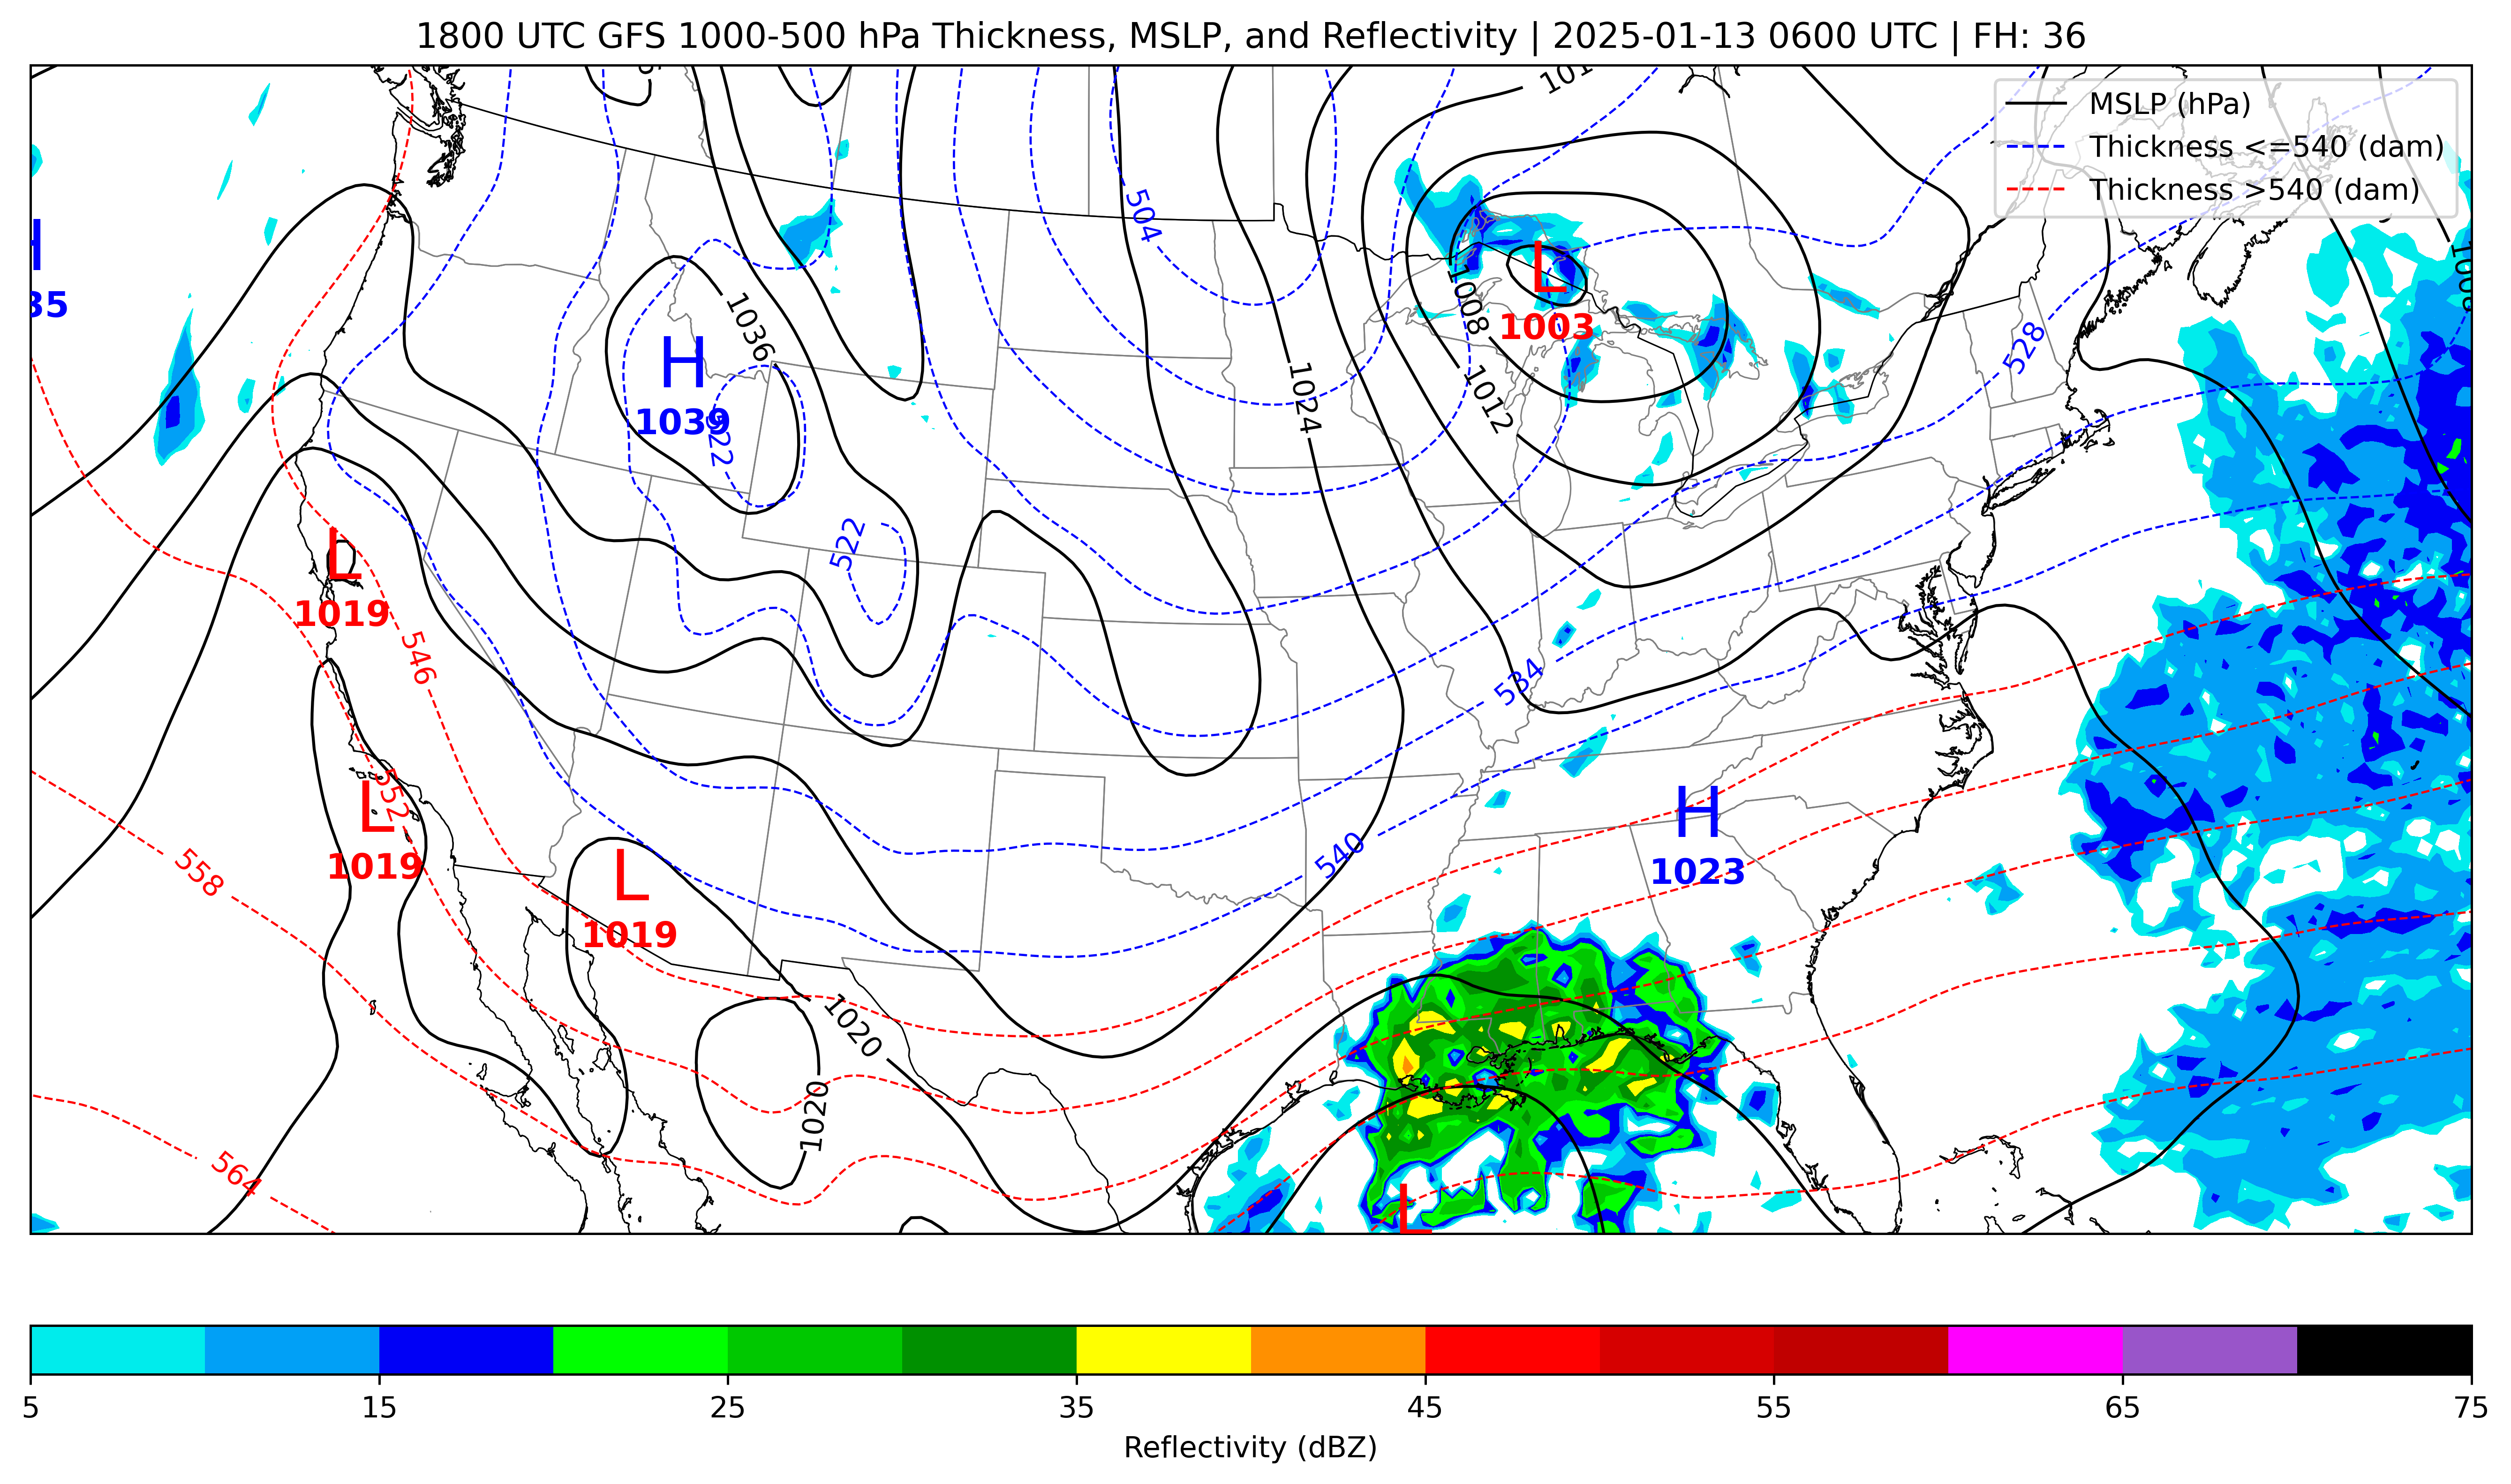 1800 UTC GFS 1000-500 hPa Thickness, MSLP, and Reflectivity | 2025-01-13 0600 UTC | FH: 36
MSLP (hPa)
Thickness <=540 (dam)
Thickness >540 (dam)
504
H
L
1003
1008
1008
1036
528
H
1039
1024
1012
522
522
L
1019
546
534
552
L
1019
540
H
1023
558
L
1019
1020
1020
564
L
5 15 25 35 45 55 65 75
Reflectivity (dBZ)